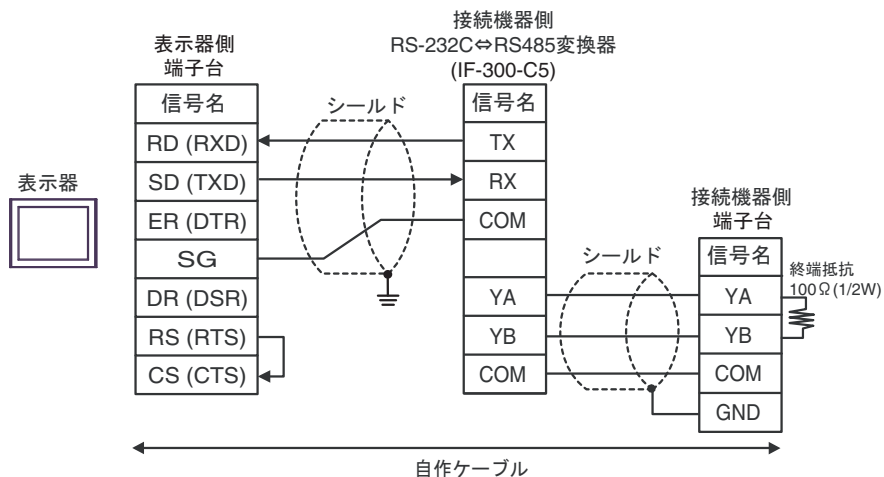 接続機器側
RS-232C⇔RS485変換器
(IF-300-C5)
表示器側
端子台
信号名
RD (RXD)
SD (TXD)
ER (DTR)
SG
DR (DSR)
RS (RTS)
CS (CTS)
表示器
シールド
信号名
TX
RX
COM
YA
YB
COM
シールド
接続機器側
端子台
信号名
YA
YB
COM
GND
終端抵抗
100Ω(1/2W)
自作ケーブル